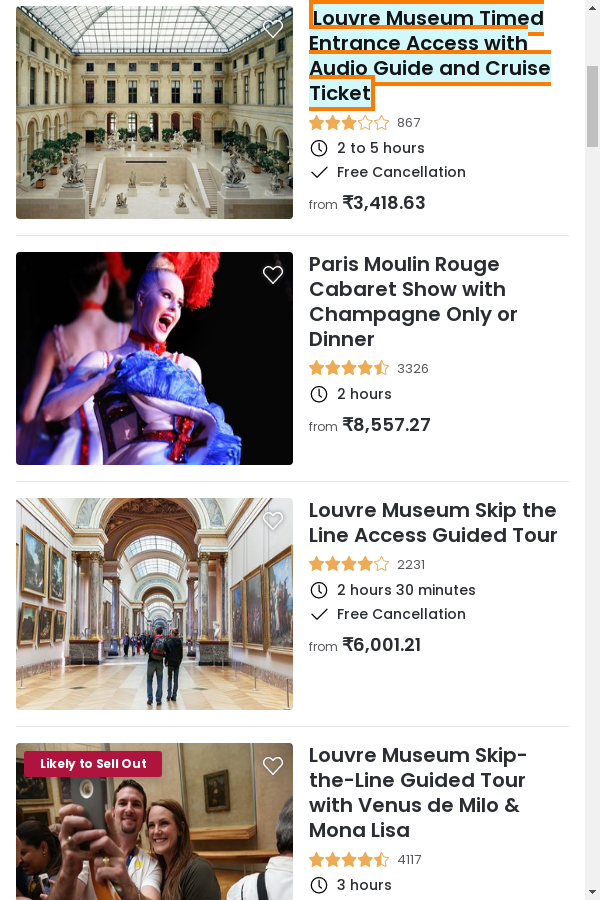 Louvre Museum Timed
Entrance Access with
Audio Guide and Cruise
Ticket
867
2 to 5 hours
Free Cancellation
from ₹3,418.63
Paris Moulin Rouge
Cabaret Show with
Champagne Only or
Dinner
3326
2 hours
from ₹8,557.27
Louvre Museum Skip the
Line Access Guided Tour
2231
2 hours 30 minutes
Free Cancellation
from ₹6,001.21
Likely to Sell Out
Louvre Museum Skip-
the-Line Guided Tour
with Venus de Milo &
Mona Lisa
4117
3 hours